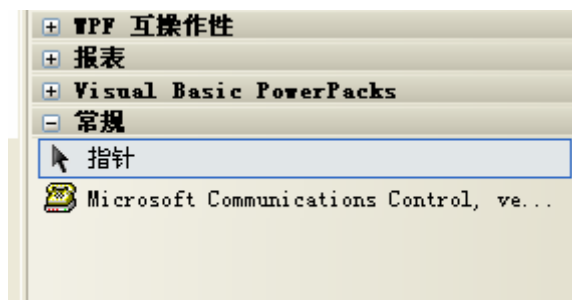 WPF 互操作性
报表
Visual Basic PowerPacks
常规
指针
Microsoft Communications Control, ve...